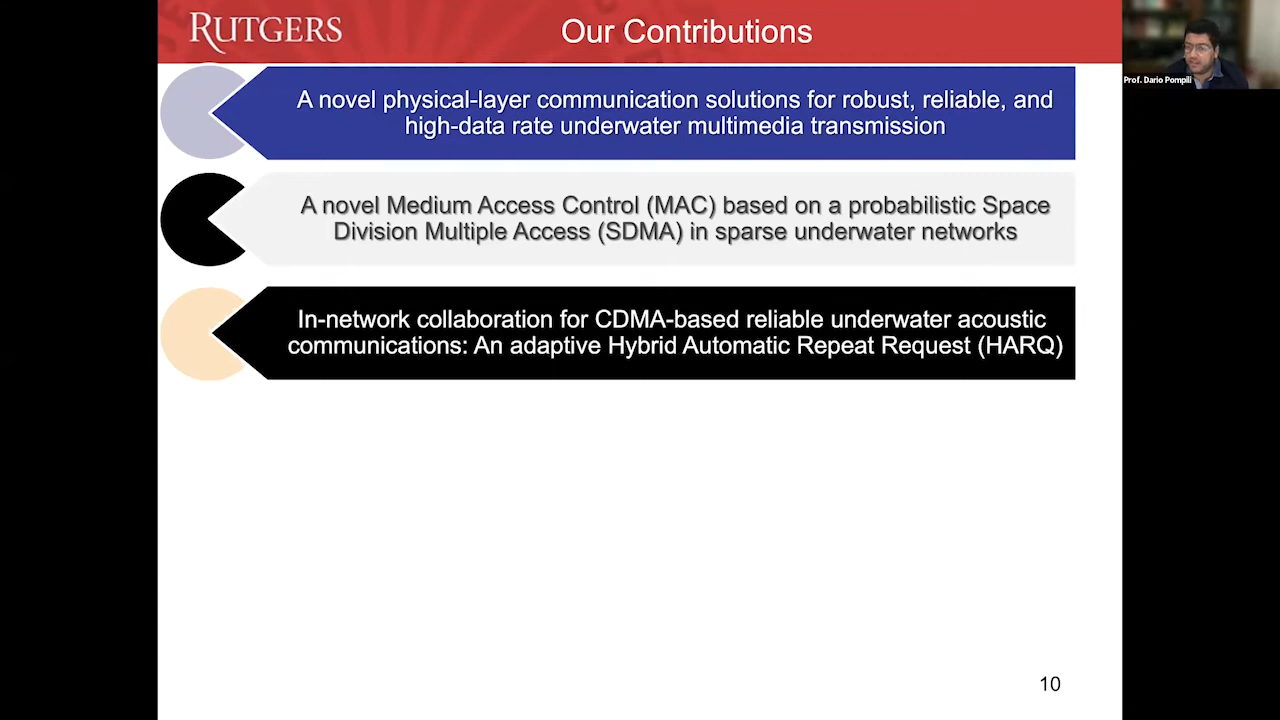 RUTGERS
Our Contributions
Prof. Dario Pompili
A novel physical-layer communication solutions for robust, reliable, and
high-data rate underwater multimedia transmission
A novel Medium Access Control (MAC) based on a probabilistic Space
Division Multiple Access (SDMA) in sparse underwater networks
In-network collaboration for CDMA-based reliable underwater acoustic
communications: An adaptive Hybrid Automatic Repeat Request (HARQ)
10